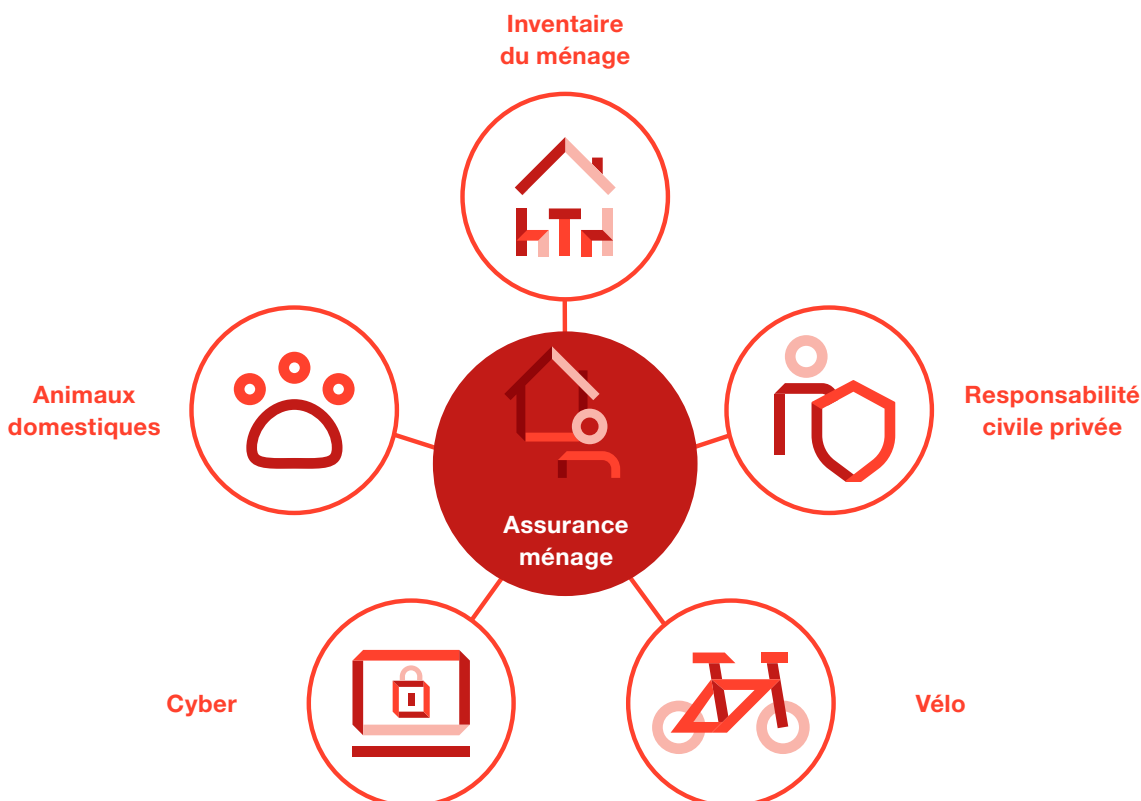 Inventaire
du ménage
Animaux
domestiques
Responsabilité
civile privée
Assurance
ménage
Cyber
Vélo